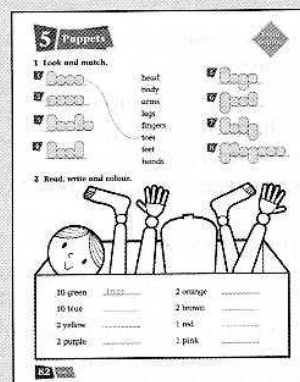 5 Puppets
1 Look and match.
head
body
arms
legs
fingers
toes
feet
hands
2 Read, write and colour.
10 green toes 2 orange
10 blue 2 brown
2 yellow 1 red
2 purple 1 pink
82